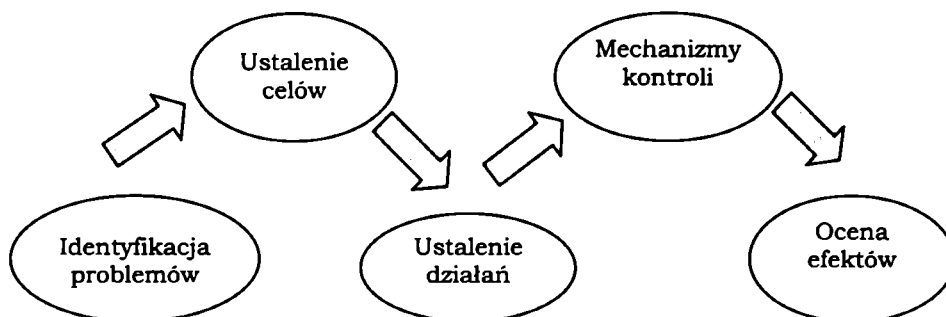 Identyfikacja
problemów
Ustalenie
celów
Ustalenie
działań
Mechanizmy
kontroli
Ocena
efektów